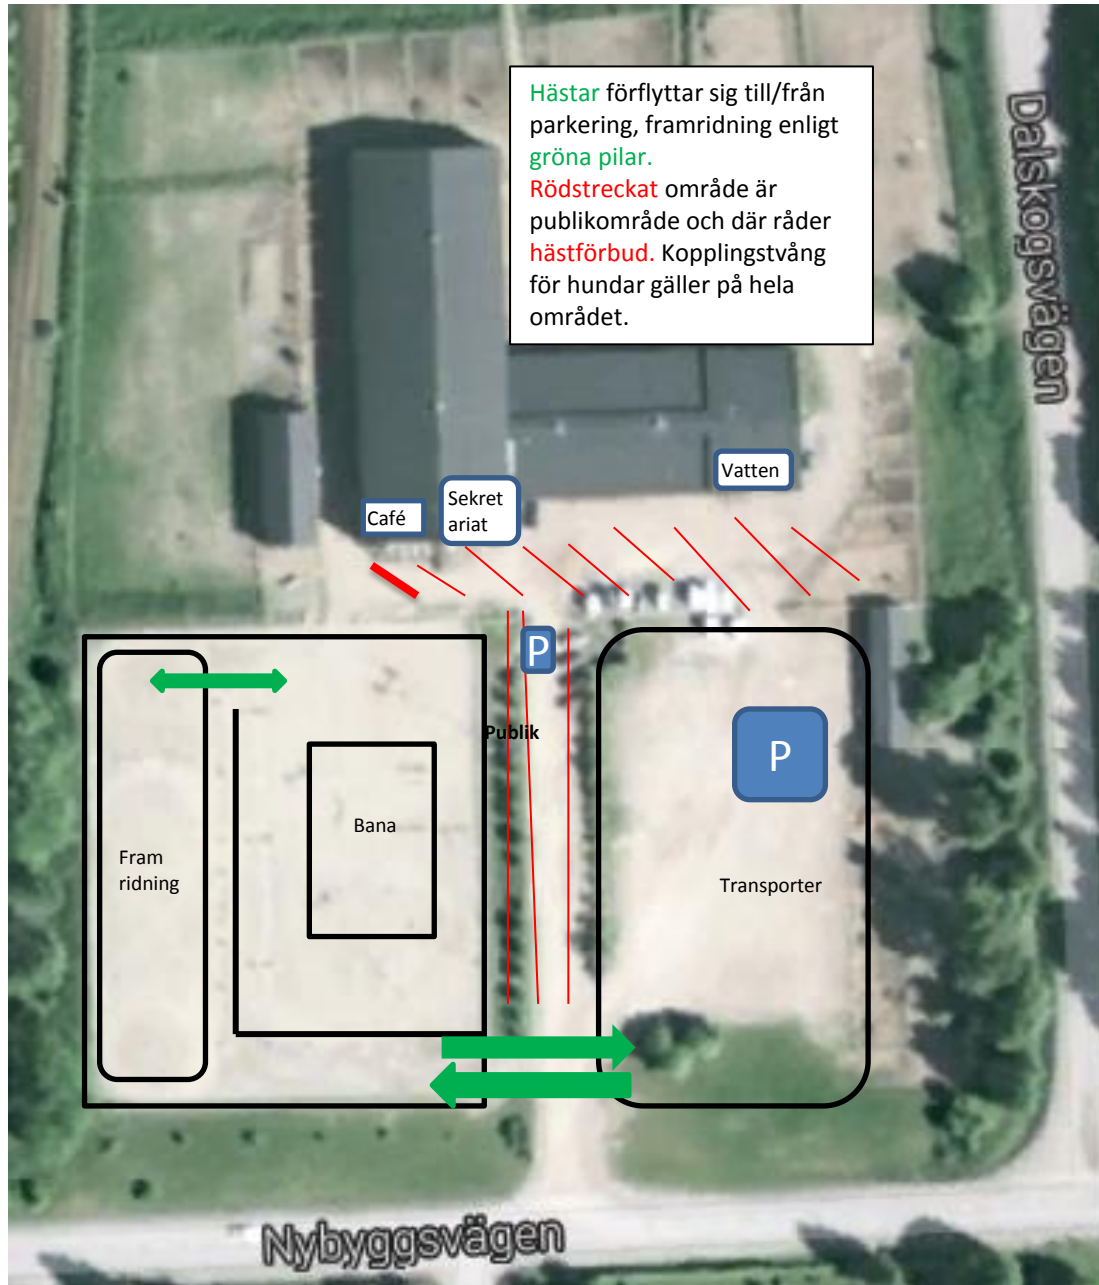 Hästar förflyttar sig till/från
parkering, framridning enligt
gröna pilar.
Rödstreckat område är
publikområde och där råder
hästförbud. Kopplingstvång
för hundar gäller på hela
området.
Dalskogsvägen
Vatten
Sekret
ariat
Café
P
Publik
P
Bana
Fram
ridning
Transporter
Nybyggsvägen